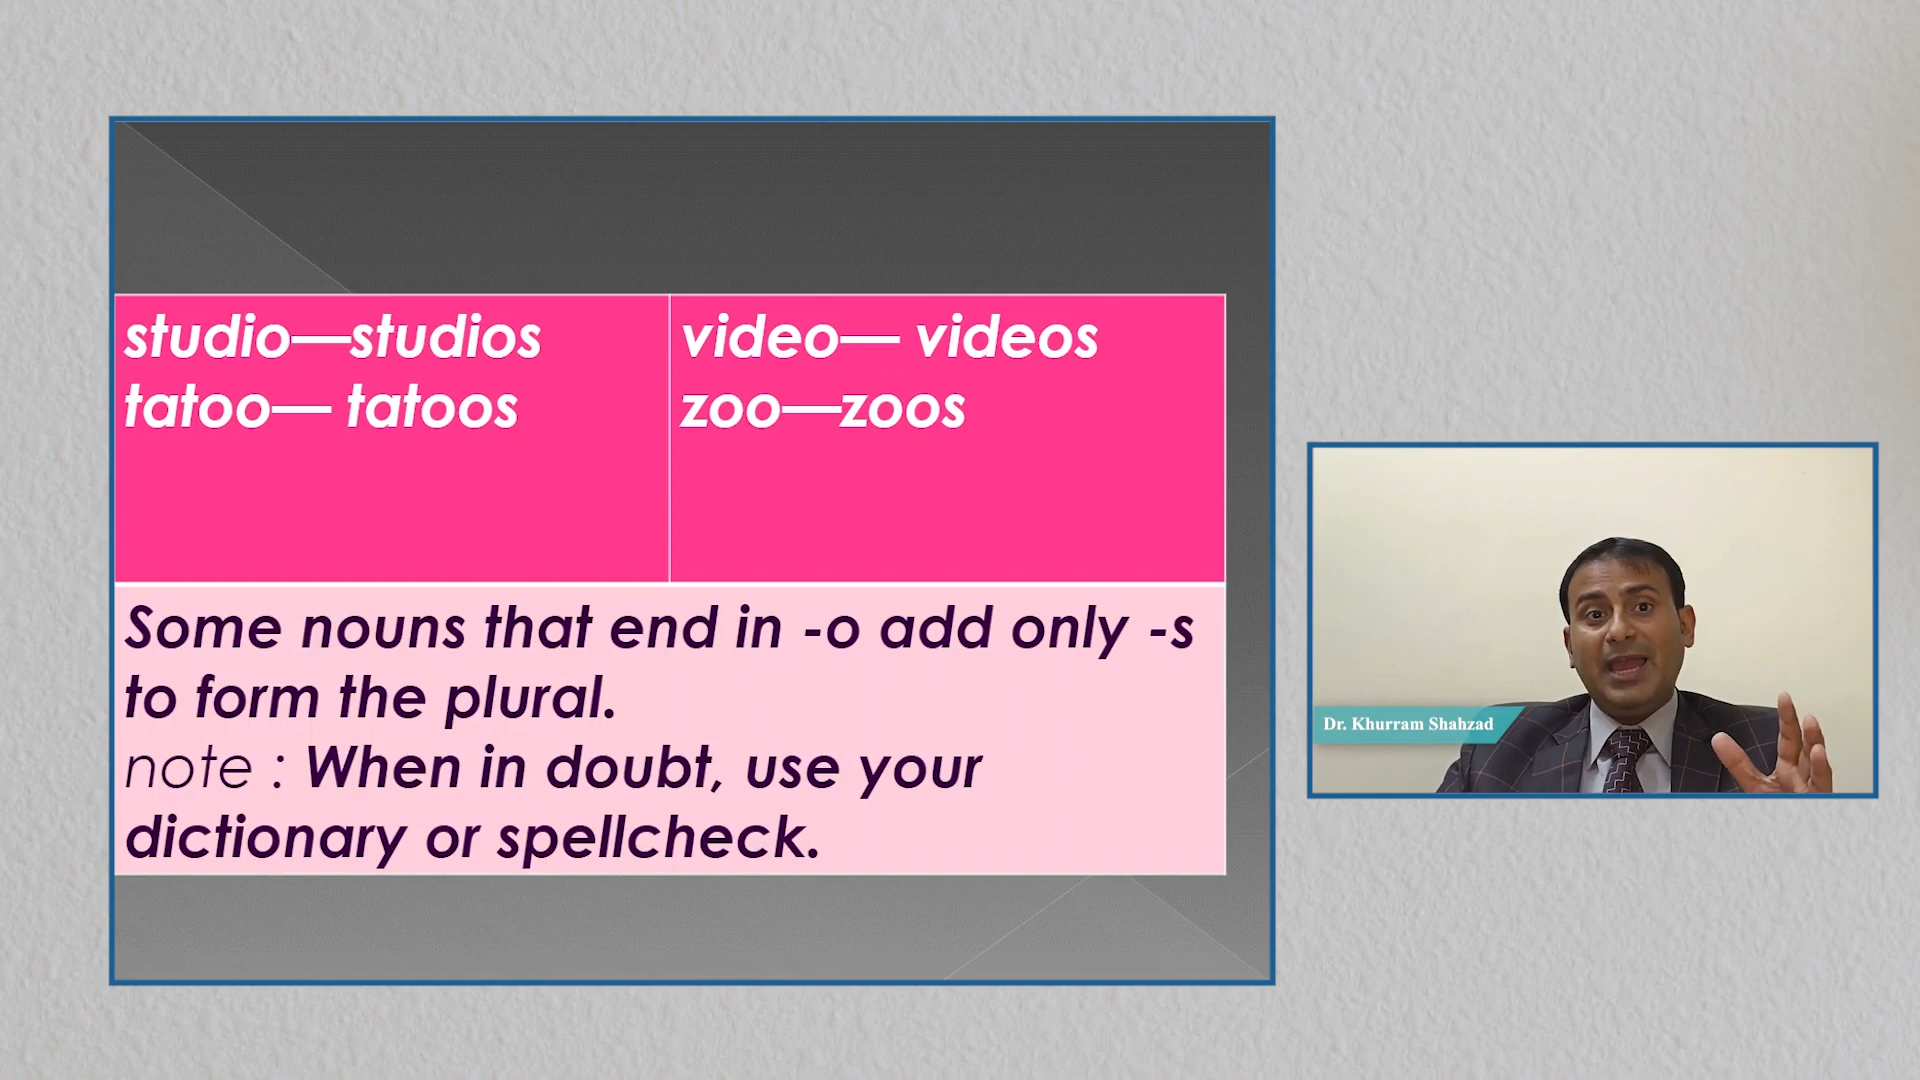 studio—studios
tatoo— tatoos
video— videos
zoo—zoos
Some nouns that end in -o add only -s
to form the plural.
note : When in doubt, use your
dictionary or spellcheck.
Dr. Khurram Shahzad